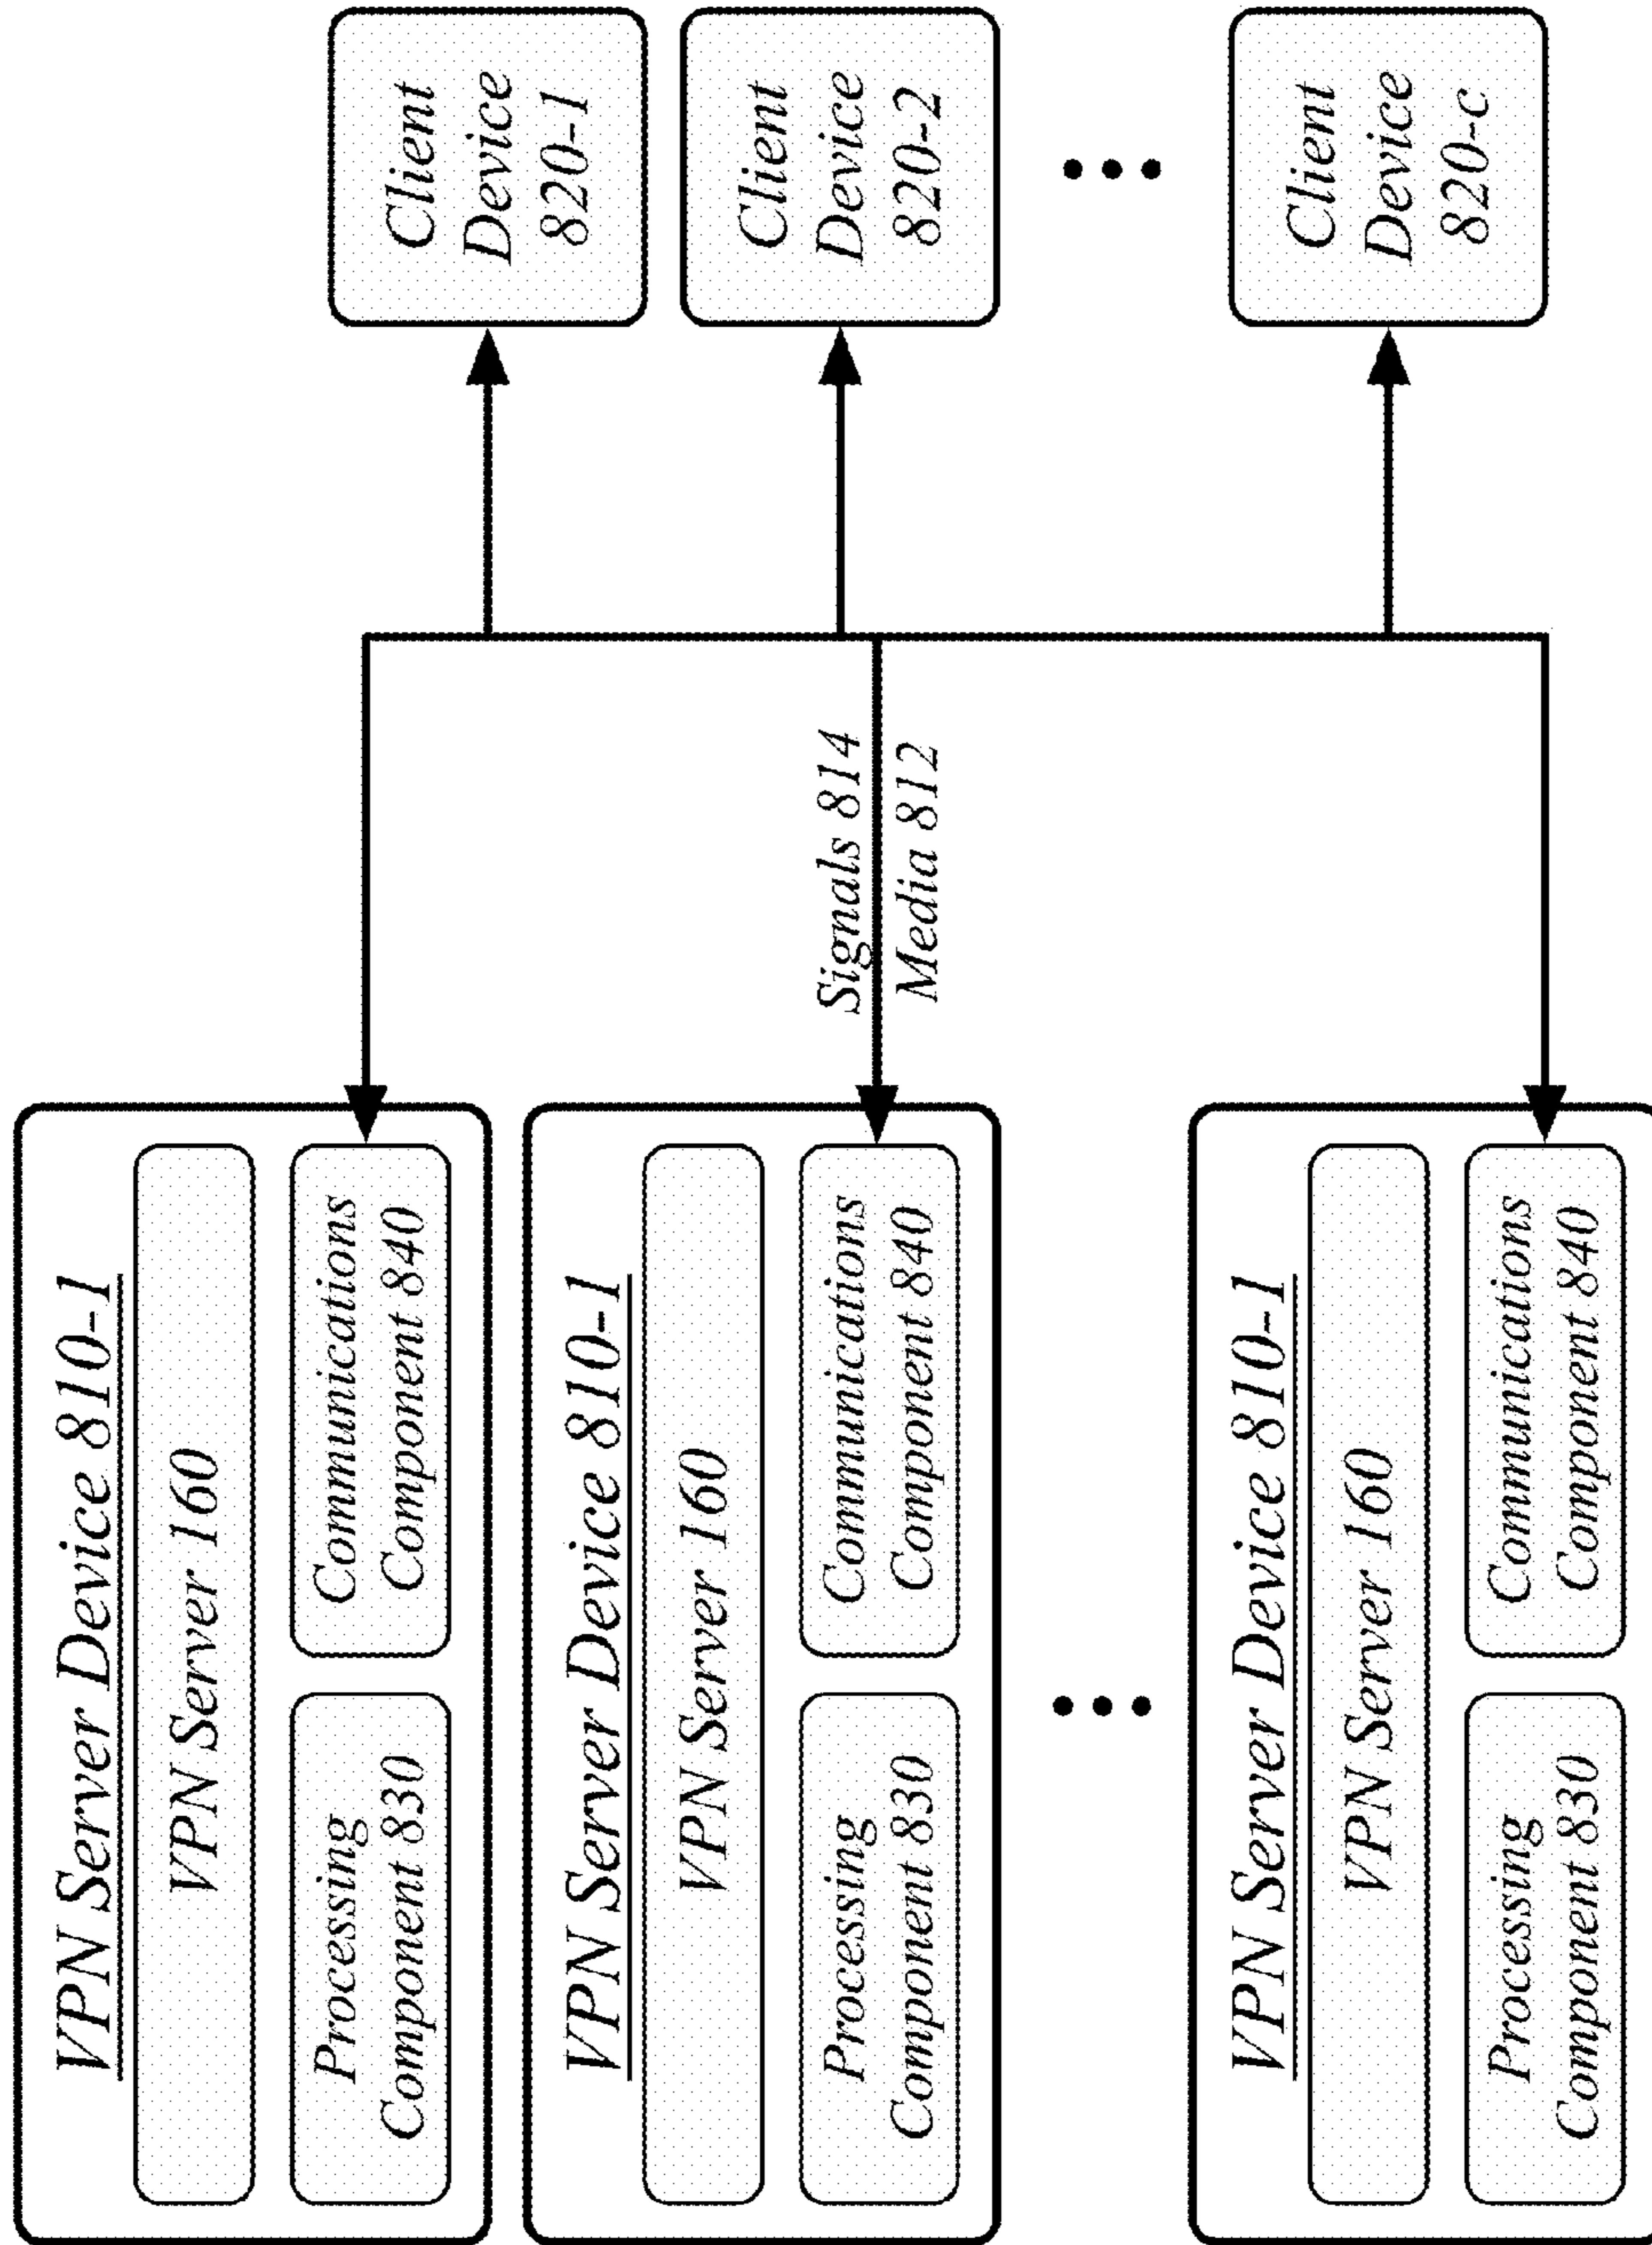 VPN Server Device 810-1
VPN Server 160
Processing
Component 830
Communications
Component 840
VPN Server Device 810-1
VPN Server 160
Processing
Component 830
Communications
Component 840
VPN Server Device 810-1
VPN Server 160
Processing
Component 830
Communications
Component 840
Signals 814
Media 812
Client
Device
820-1
Client
Device
820-2
Client
Device
820-c